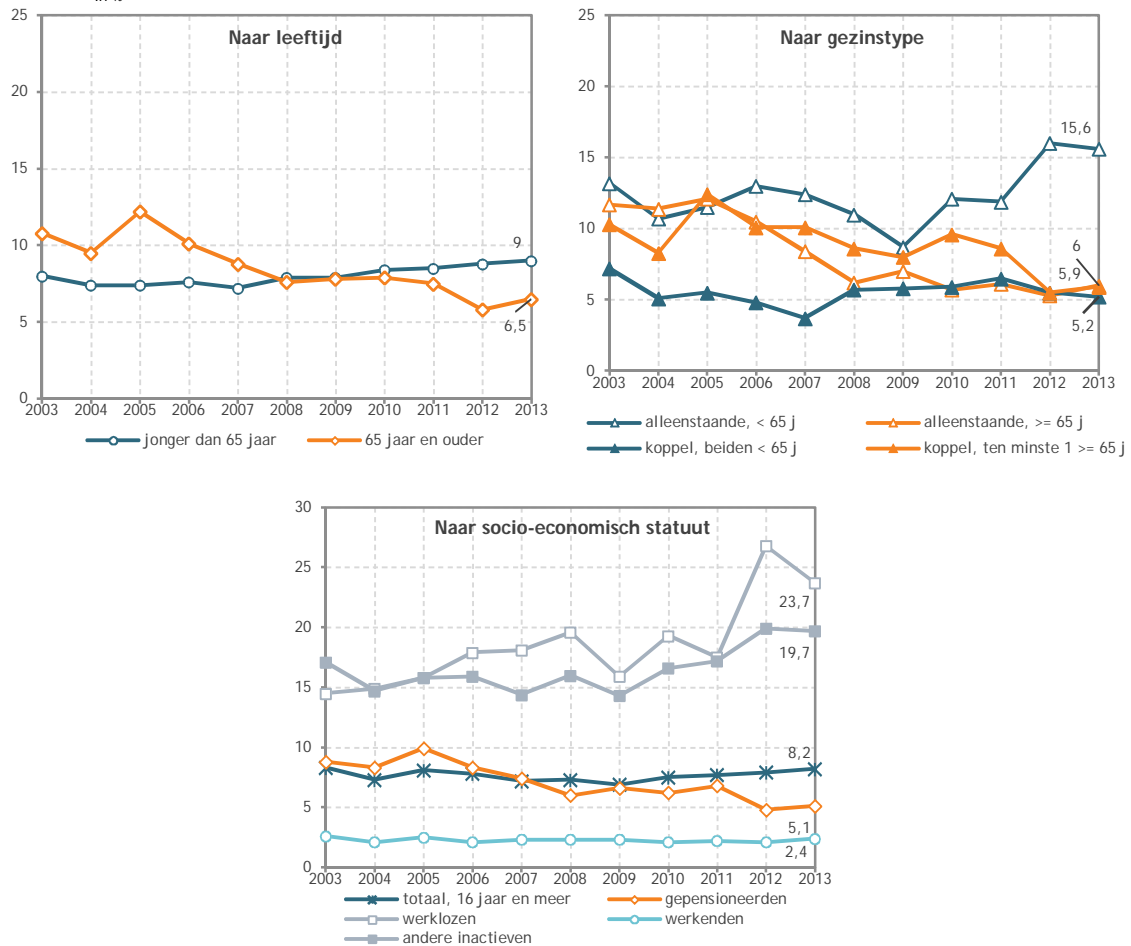 Naar leeftijd
25
20
15
10
5
0
9
6,5
2003 2004 2005 2006 2007 2008 2009 2010 2011 2012 2013
jonger dan 65 jaar 65 jaar en ouder
Naar gezinstype
25
20
15
10
5
0
15,6
6
5,9
5,2
2003 2004 2005 2006 2007 2008 2009 2010 2011 2012 2013
alleenstaande, < 65 j alleenstaande, >= 65 j
koppel, beiden < 65 j koppel, ten minste 1 >= 65 j
Naar socio-economisch statuut
30
25
20
15
10
5
0
23,7
19,7
8,2
5,1
2,4
2003 2004 2005 2006 2007 2008 2009 2010 2011 2012 2013
totaal, 16 jaar en meer gepensioneerden
werklozen werkenden
andere inactieven